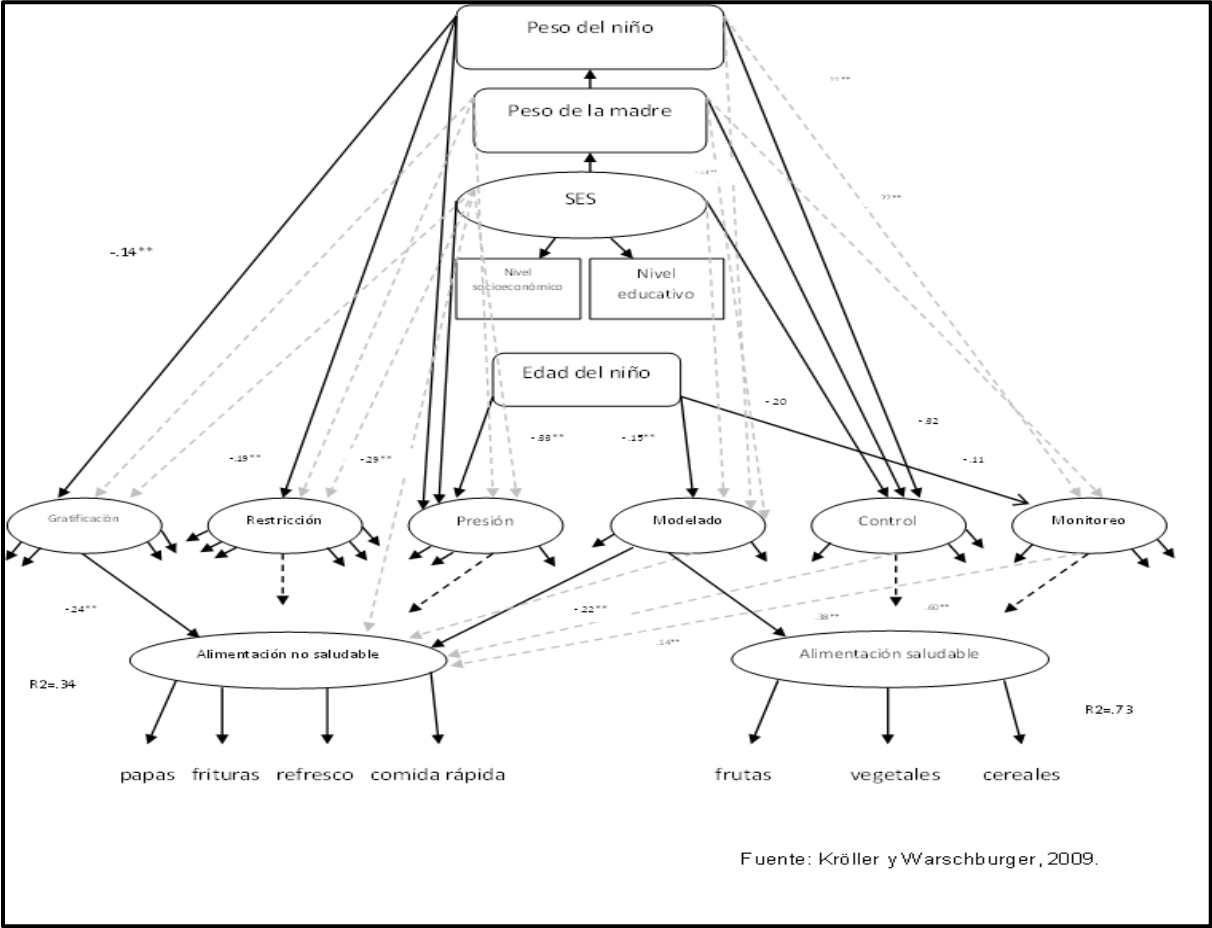 Peso del niño
Peso de la madre
SES
-.14**
Nivel
socioeconómico
Nivel
educativo
Edad del niño
-.20
-.33**
-.15**
-.19**
-.29**
-.11
Gratificación
Restricción
Presión
Modelado
Control
Monitoreo
-.24**
-.22**
.38**
.60**
.14**
Alimentación no saludable
Alimentación saludable
R2=.34
R2=.73
papas
frituras
refresco
comida rápida
frutas
vegetales
cereales
Fuente: Kröller y Warschburger, 2009.